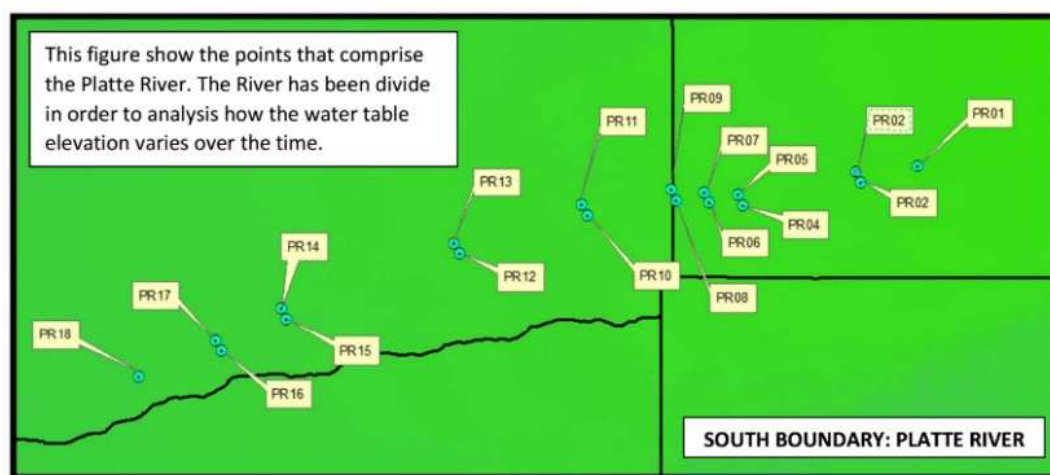 This figure show the points that comprise
the Platte River. The River has been divide
in order to analysis how the water table
elevation varies over the time.
PR09
PR11
PR02
PR01
PR07
PR05
PR13
PR02
PR04
PR06
PR14
PR12
PR10
PR17
PR08
PR18
PR15
PR16
SOUTH BOUNDARY: PLATTE RIVER